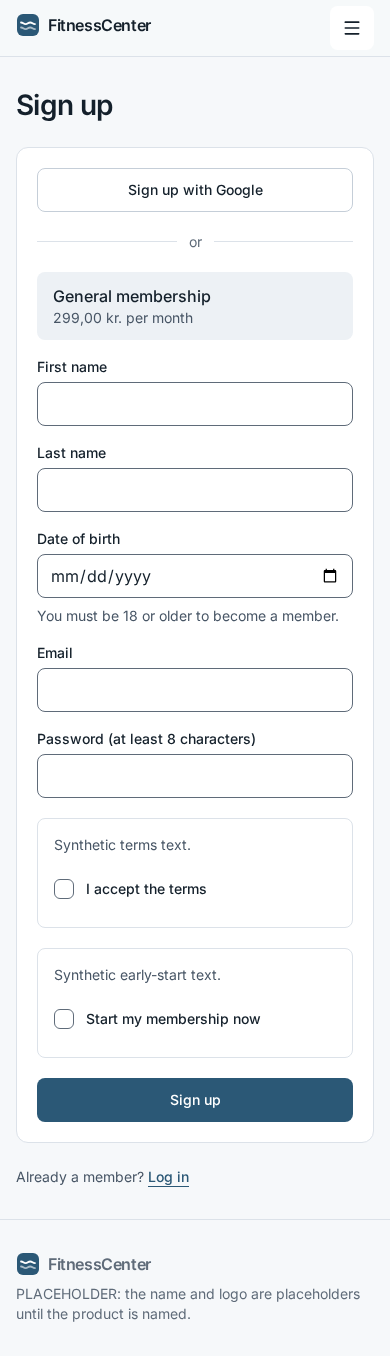 FitnessCenter
Sign up
Sign up with Google
or
General membership
299,00 kr. per month
First name
Last name
Date of birth
mm/dd/yyyy
You must be 18 or older to become a member.
Email
Password (at least 8 characters)
Synthetic terms text.
I accept the terms
Synthetic early-start text.
Start my membership now
Sign up
Already a member? Log in
FitnessCenter
PLACEHOLDER: the name and logo are placeholders
until the product is named.